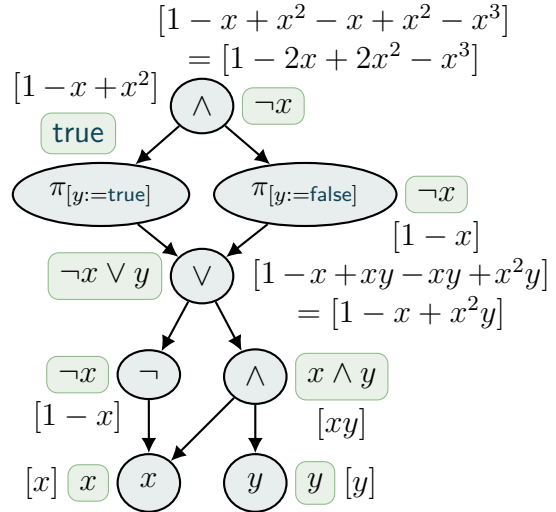 [1 − x + x² − x + x² − x³]
= [1 − 2x + 2x² − x³]
[1 − x + x²]
∧ ¬x
true
π[y:=true] π[y:=false] ¬x
[1 − x]
¬x ∨ y ∨ [1 − x + xy − xy + x²y]
= [1 − x + x²y]
¬x ¬ ∧ x ∧ y
[1 − x] [xy]
[x] x x y y [y]